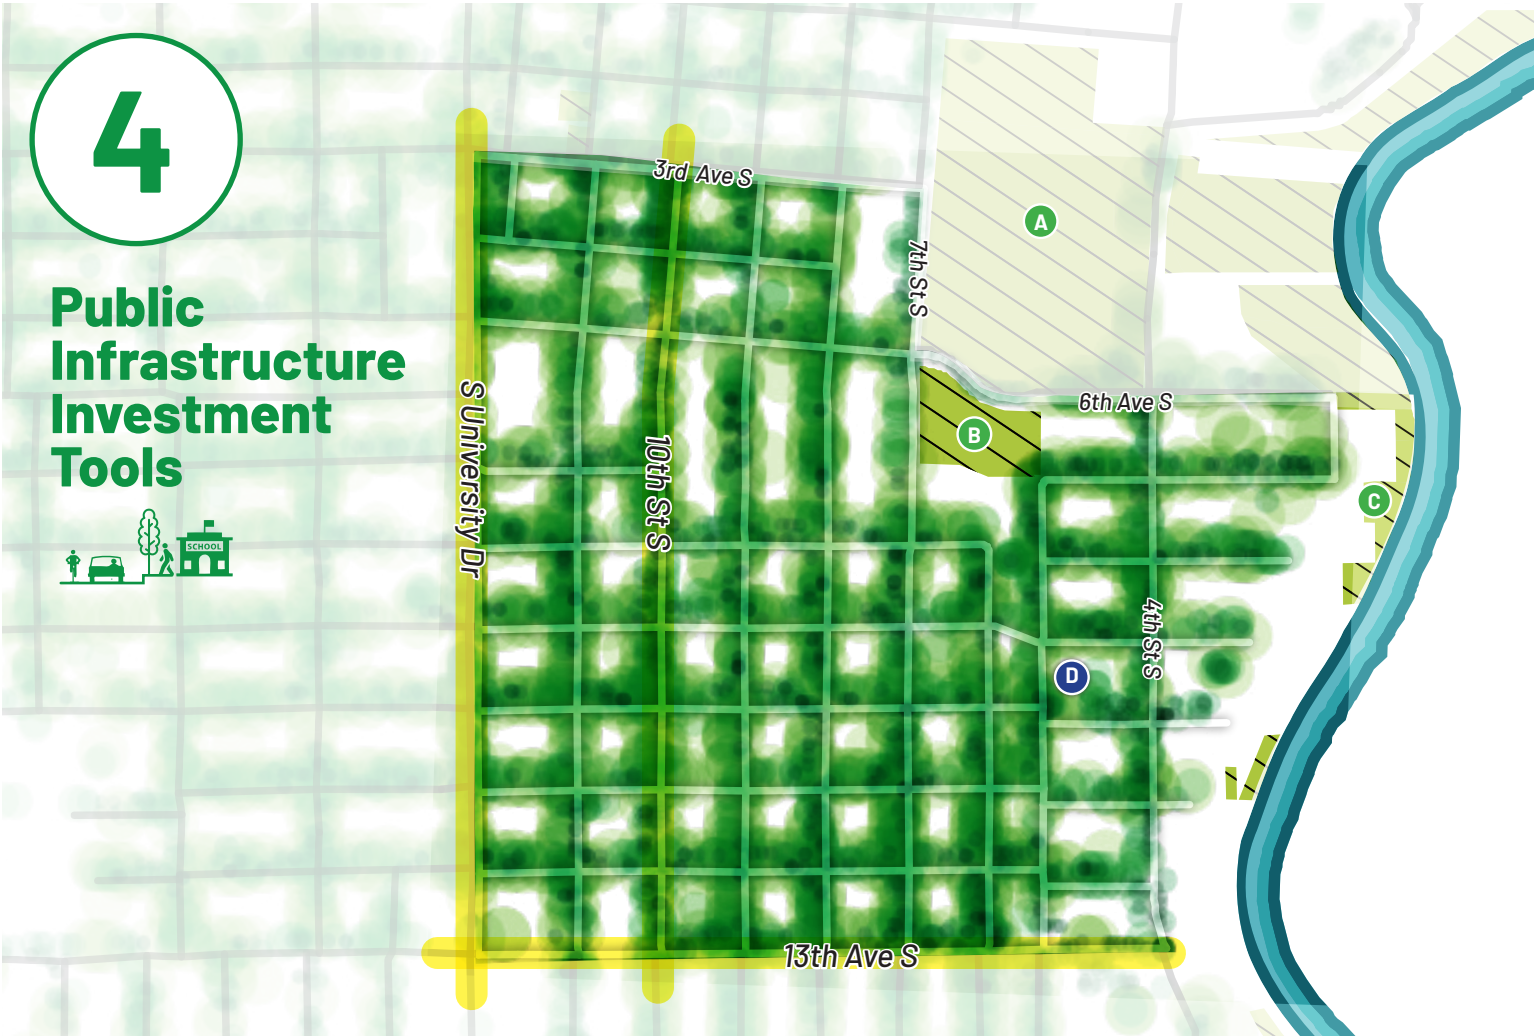 4
Public
Infrastructure
Investment
Tools
SCHOOL
3rd Ave S
7th St S
A
6th Ave S
B
S University Dr
10th St S
C
4th St S
D
13th Ave S